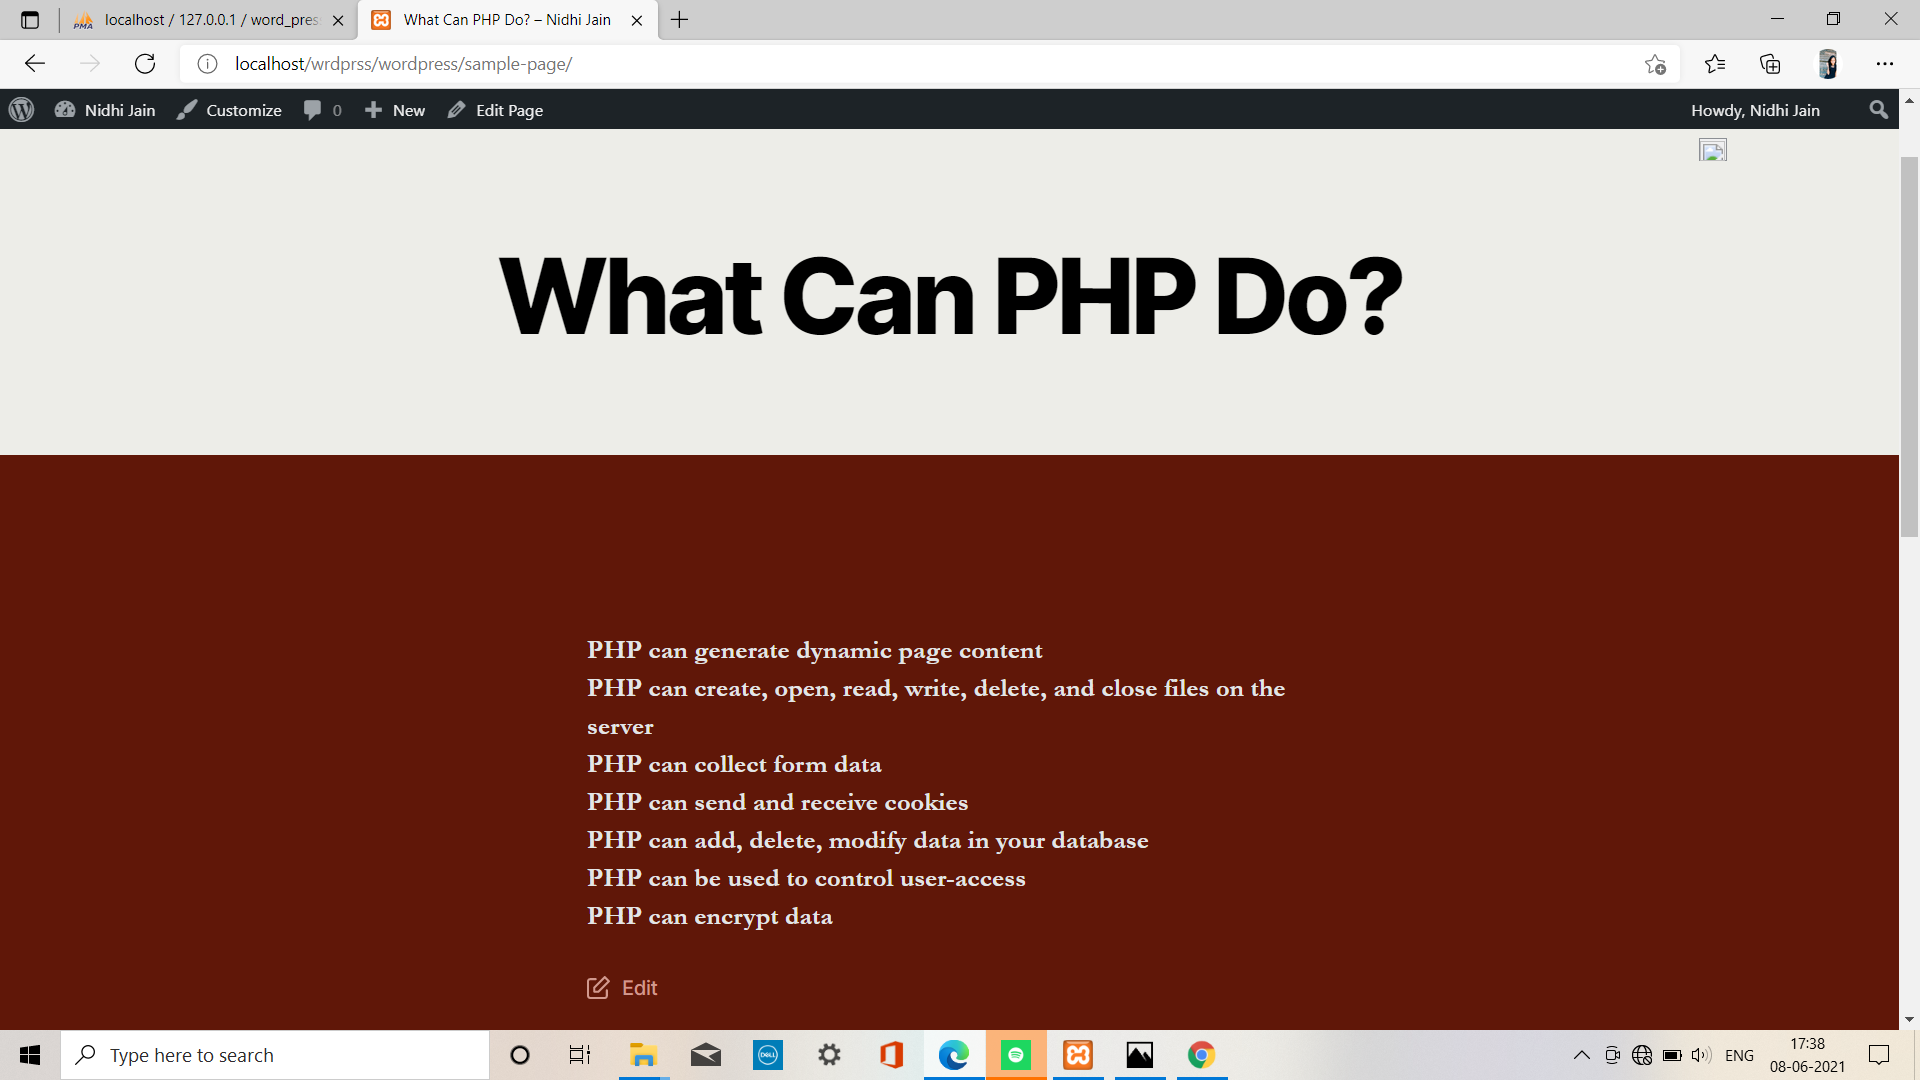 localhost / 127.0.0.1 / word_pres
What Can PHP Do? – Nidhi Jain
localhost/wrdprss/wordpress/sample-page/
Nidhi Jain
Customize
0
New
Edit Page
Howdy, Nidhi Jain
What Can PHP Do?
PHP can generate dynamic page content
PHP can create, open, read, write, delete, and close files on the
server
PHP can collect form data
PHP can send and receive cookies
PHP can add, delete, modify data in your database
PHP can be used to control user-access
PHP can encrypt data
Edit
Type here to search
DELL
ENG
17:38
08-06-2021